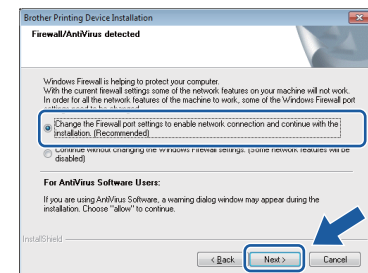 Brother Printing Device Installation
Firewall/AntiVirus detected
Windows Firewall is helping to protect your computer.
With the current firewall settings some of the network features on your machine will not work.
In order for all the network features of the machine to work, some of the Windows Firewall port
settings need to be changed.
Change the Firewall port settings to enable network connection and continue with the
installation. (Recommended)
Continue without changing the Windows Firewall settings. (Some network features will be
disabled)
For AntiVirus Software Users:
If you are using AntiVirus Software, a warning dialog window may appear during the
installation. Choose "allow" to continue.
InstallShield
< Back
Next >
Cancel